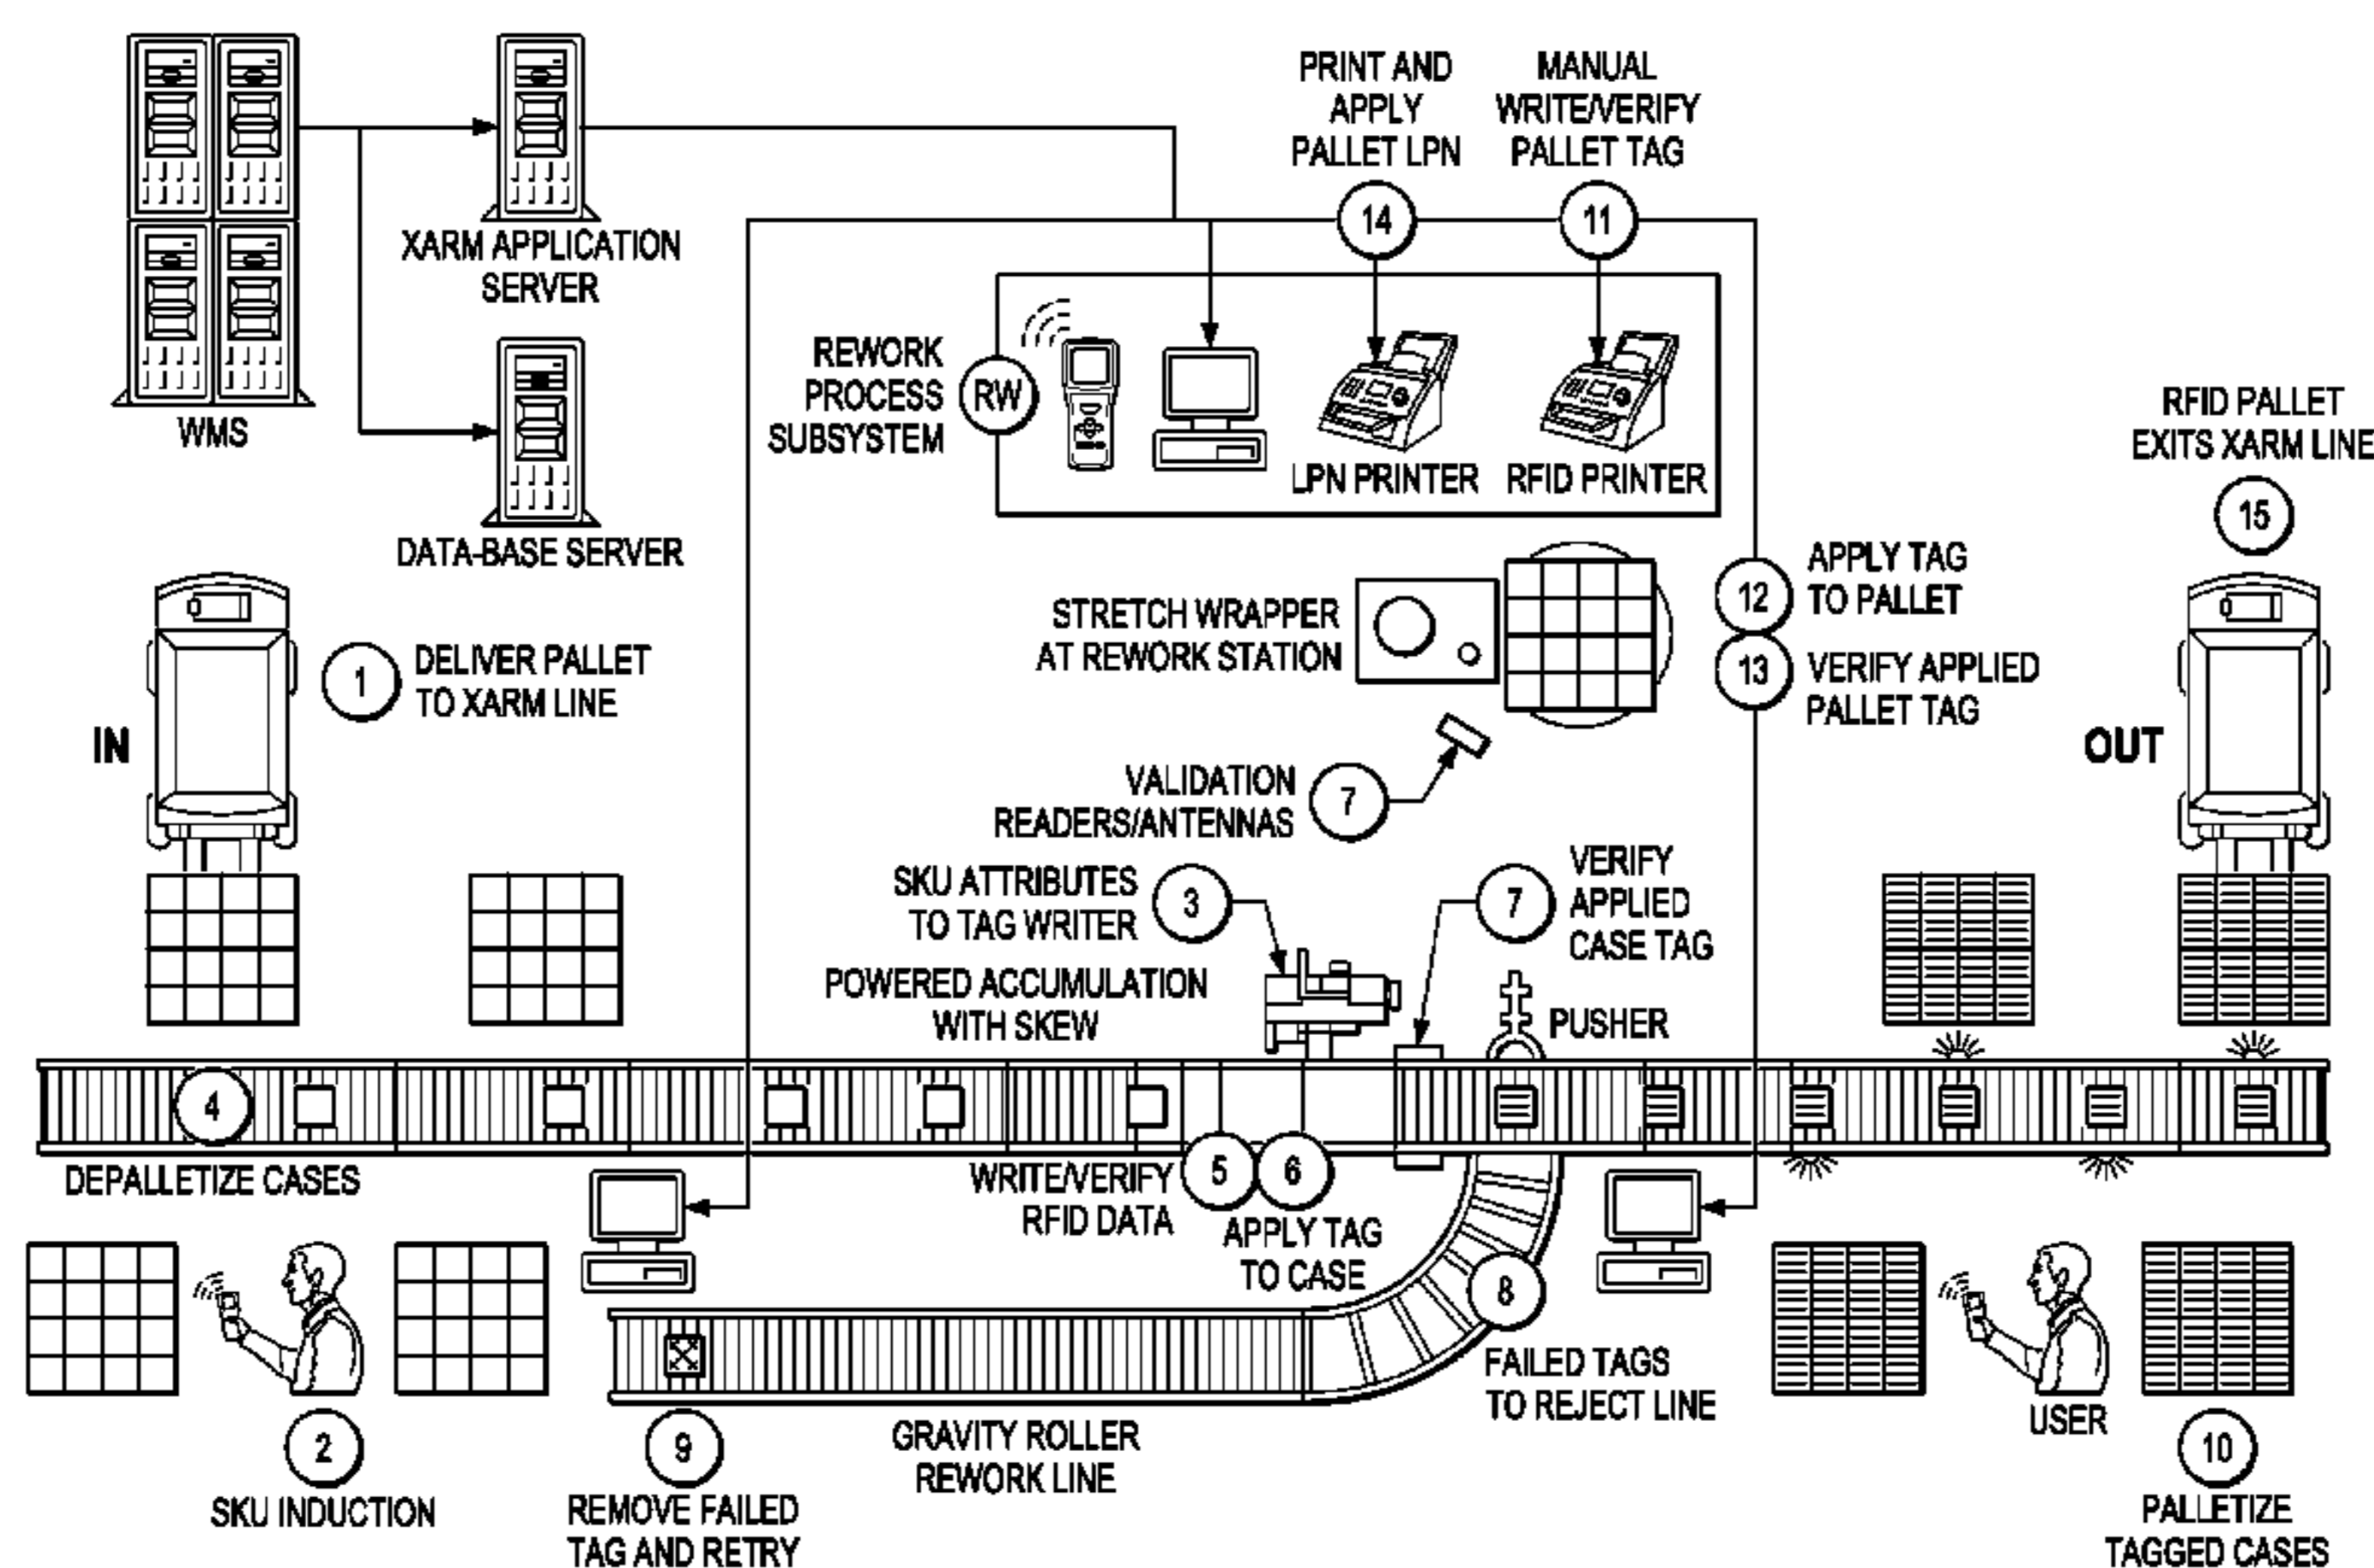 PRINT AND
APPLY
PALLET LPN
14
MANUAL
WRITE/VERIFY
PALLET TAG
11
XARM APPLICATION
SERVER
WMS
DATA-BASE SERVER
REWORK
PROCESS
SUBSYSTEM
RW
LPN PRINTER
RFID PRINTER
RFID PALLET
EXITS XARM LINE
15
1
DELIVER PALLET
TO XARM LINE
IN
STRETCH WRAPPER
AT REWORK STATION
12
APPLY TAG
TO PALLET
13
VERIFY APPLIED
PALLET TAG
OUT
VALIDATION
READERS/ANTENNAS
7
SKU ATTRIBUTES
TO TAG WRITER
3
7
VERIFY
APPLIED
CASE TAG
POWERED ACCUMULATION
WITH SKEW
PUSHER
4
DEPALLETIZE CASES
WRITE/VERIFY
RFID DATA
5
6
APPLY TAG
TO CASE
8
FAILED TAGS
TO REJECT LINE
2
SKU INDUCTION
9
REMOVE FAILED
TAG AND RETRY
GRAVITY ROLLER
REWORK LINE
USER
10
PALLETIZE
TAGGED CASES